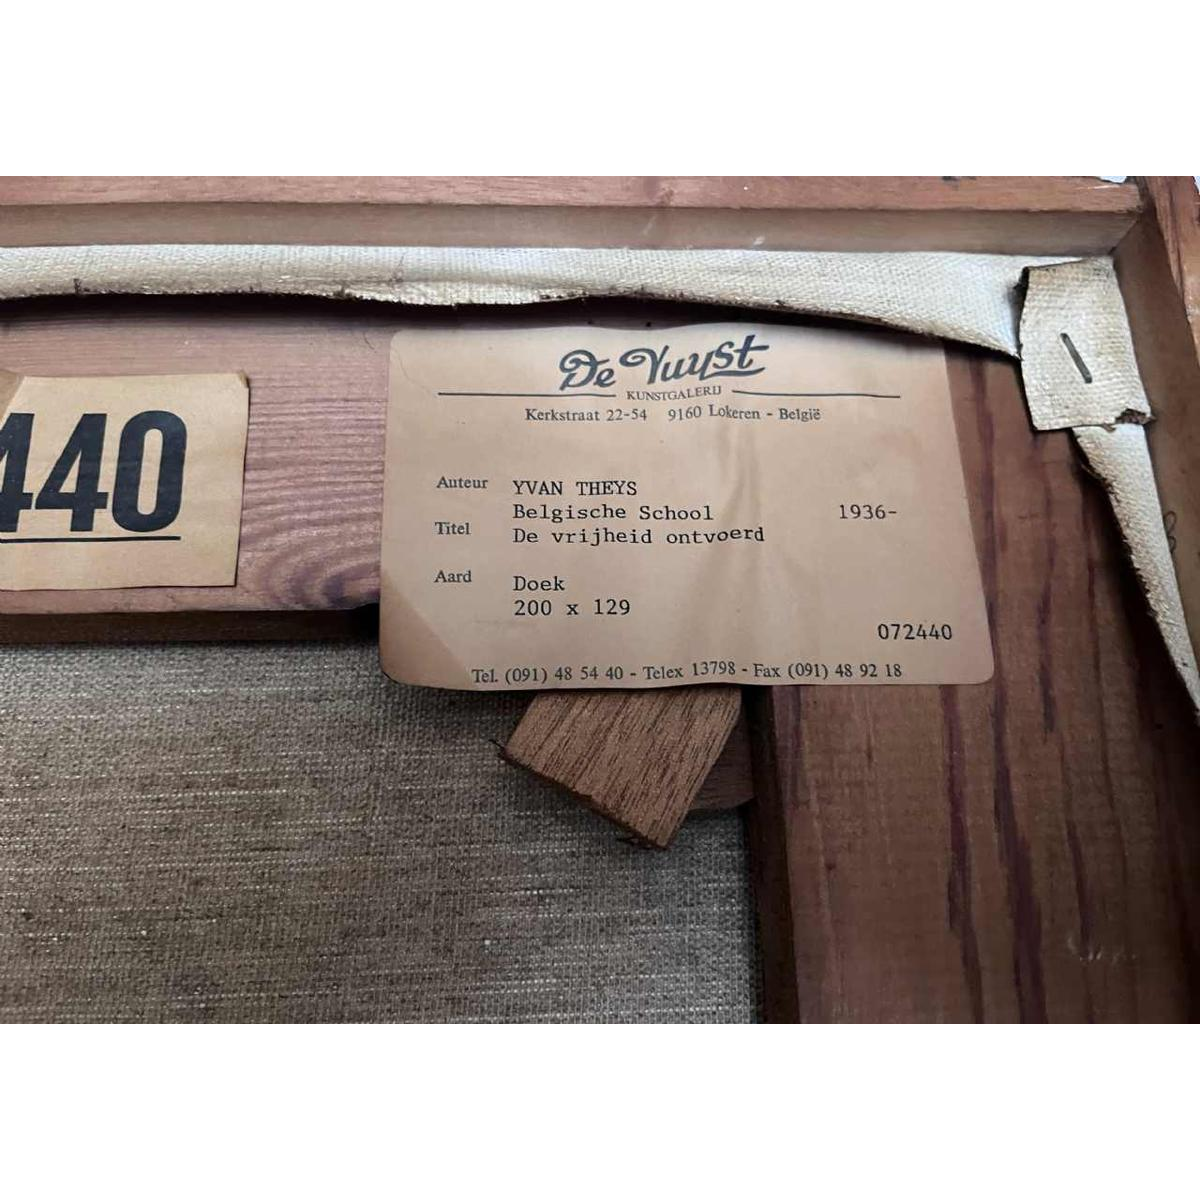 De Vuyst
KUNSTGALERIJ
Kerkstraat 22-54 9160 Lokeren - België
Auteur YVAN THEYS
Belgische School 1936-
Titel De vrijheid ontvoerd
Aard Doek
200 x 129
072440
Tel. (091) 48 54 40 - Telex 13798 - Fax (091) 48 92 18
440